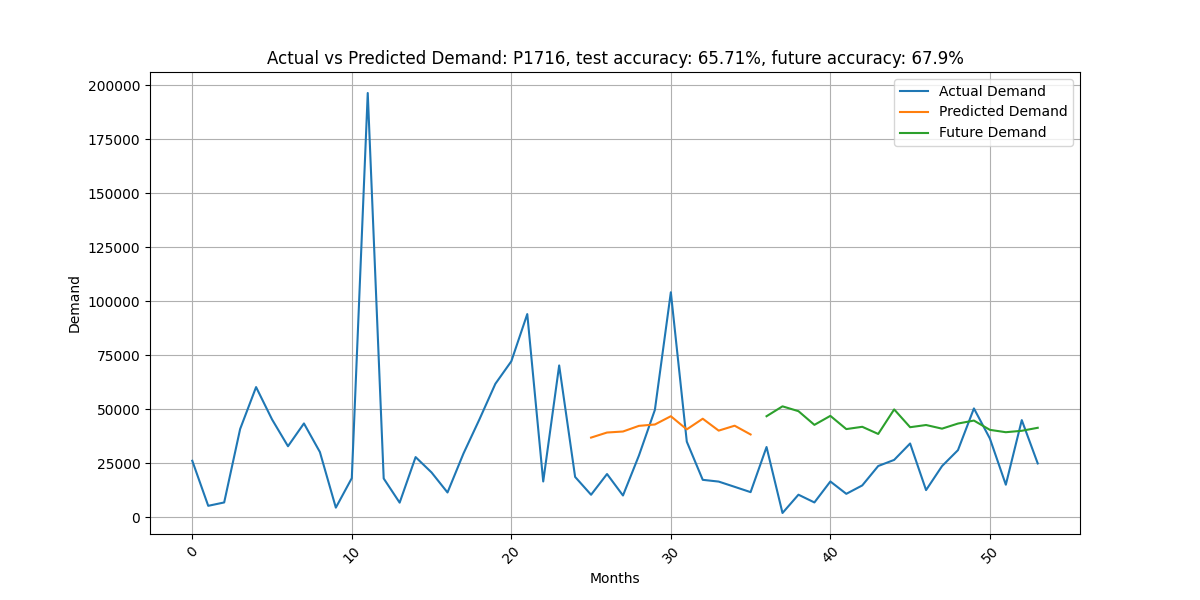 Actual vs Predicted Demand: P1716, test accuracy: 65.71%, future accuracy: 67.9%
Actual Demand
Predicted Demand
Future Demand
200000
175000
150000
125000
100000
75000
50000
25000
0
Demand
0
10
20
30
40
50
Months